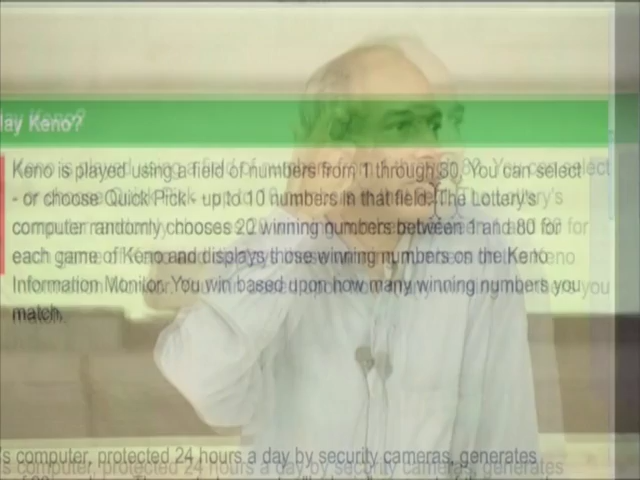 lay Keno?
Keno is played using a field of numbers from 1 through 80. You can select
- or choose Quick Pick - up to 10 numbers in that field. The Lottery's
computer randomly chooses 20 winning numbers between 1 and 80 for
each game of Keno and displays those winning numbers on the Keno
Information Monitor. You win based upon how many winning numbers you
match.
's computer, protected 24 hours a day by security cameras, generates